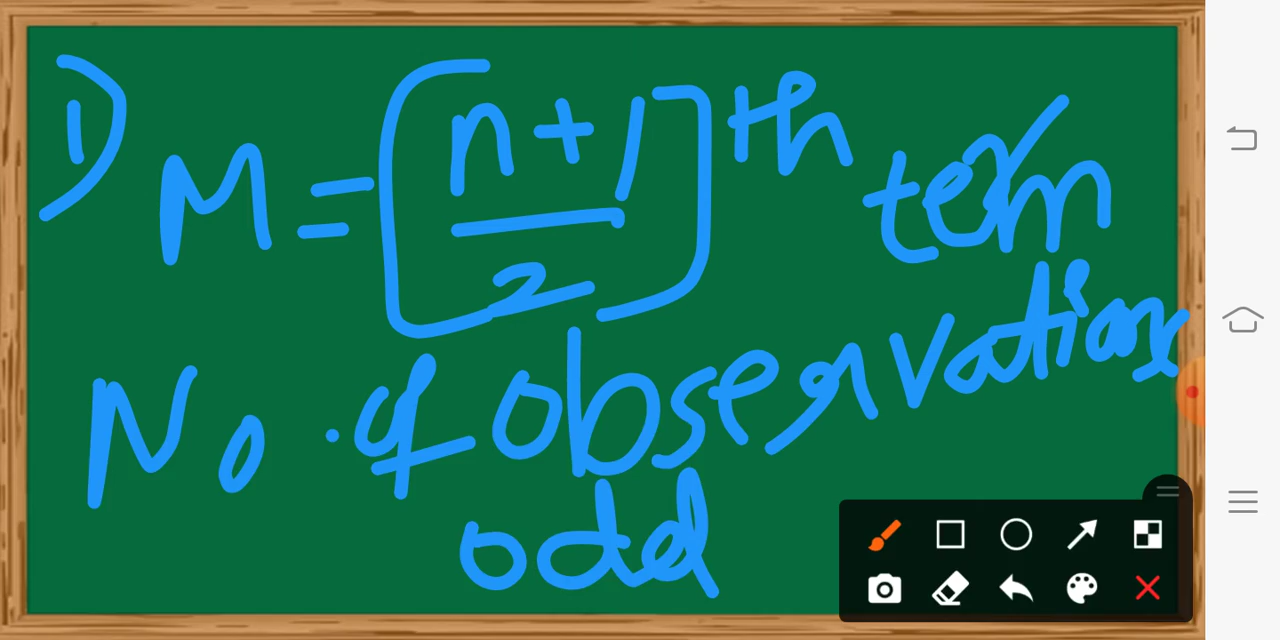 1) M = [n+1/2]th term
No. of observations
odd